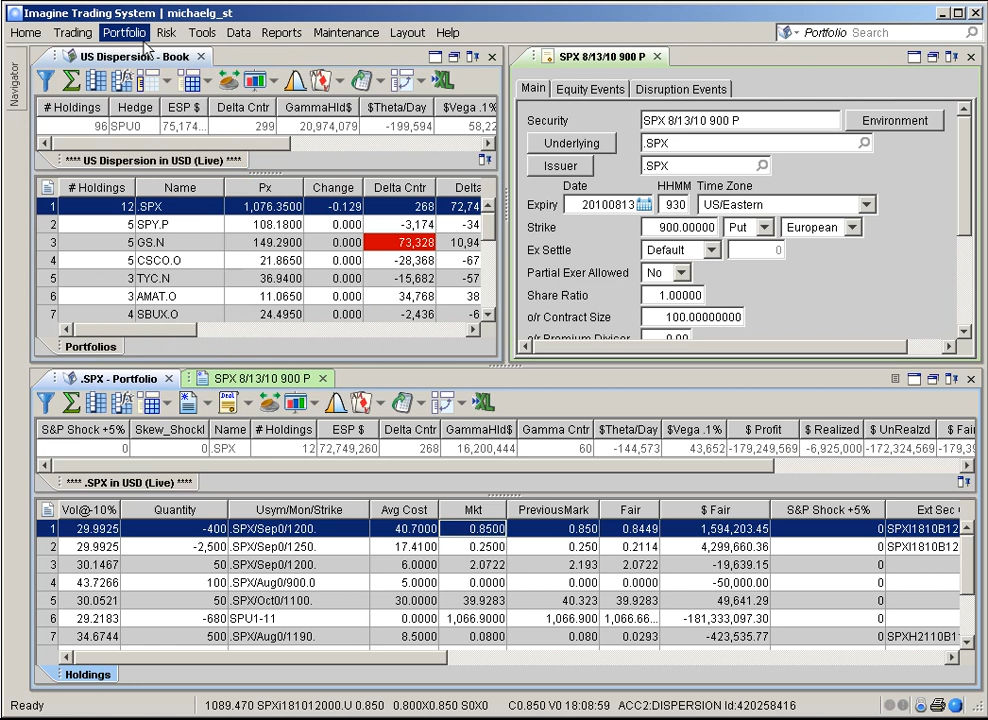 Imagine Trading System | michaelg_st
Home Trading Portfolio Risk Tools Data Reports Maintenance Layout Help Portfolio Search
Navigator
US Dispersion - Book
XL
# Holdings Hedge ESP $ Delta Cntr GammaHld$ $Theta/Day $Vega .1%
96 SPU0 75,174... 299 20,974,079 -199,594 58,22
**** US Dispersion in USD (Live) ****
# Holdings Name Px Change Delta Cntr Delta
1 12 .SPX 1,076.3500 -0.129 268 72,74
2 5 SPY.P 108.1800 0.000 -3,174 -34
3 5 GS.N 149.2900 0.000 73,328 10,94
4 5 CSCO.O 21.8650 0.000 -28,368 -67
5 3 TYC.N 36.9400 0.000 -15,682 -57
6 3 AMAT.O 11.0650 0.000 34,768 38
7 4 SBUX.O 24.4950 0.000 -2,436 -6
Portfolios
SPX 8/13/10 900 P
Main Equity Events Disruption Events
Security SPX 8/13/10 900 P Environment
Underlying .SPX
Issuer .SPX
Date HHMM Time Zone
Expiry 20100813 930 US/Eastern
Strike 900.00000 Put European
Ex Settle Default 0
Partial Exer Allowed No
Share Ratio 1.00000
o/r Contract Size 100.00000000
o/r Premium Divisor 0.00
.SPX - Portfolio SPX 8/13/10 900 P
Deal XL
S&P Shock +5% Skew_Shockl Name # Holdings ESP $ Delta Cntr GammaHld$ Gamma Cntr $Theta/Day $Vega .1% $ Profit $ Realized $ UnRealzd $ Fair
0 0 .SPX 12 72,749,260 268 16,200,444 60 -144,573 43,652 -179,249,569 -6,925,000 -172,324,569 -179,39
**** .SPX in USD (Live) ****
Vol@-10% Quantity Usym/Mon/Strike Avg Cost Mkt PreviousMark Fair $ Fair S&P Shock +5% Ext Sec
1 29.9925 -400 .SPX/Sep0/1200. 40.7000 0.8500 0.850 0.8449 1,594,203.45 0 SPXI1810B12
2 29.9925 -2,500 .SPX/Sep0/1250. 17.4100 0.2500 0.250 0.2114 4,299,660.36 0 SPXI1810B12
3 30.1467 50 .SPX/Sep0/1200. 6.0000 2.0722 2.193 2.0722 -19,639.15 0
4 43.7266 100 .SPX/Aug0/900.0 5.0000 0.0000 0.000 0.0000 -50,000.00 0
5 30.0521 50 .SPX/Oct0/1100. 30.0000 39.9283 40.323 39.9283 49,641.29 0
6 29.2183 -680 SPU1-11 0.0000 1,066.9000 1,066.900 1,066.66... -181,333,097.30 0
7 34.6744 500 .SPX/Aug0/1190. 8.5000 0.0800 0.080 0.0293 -423,535.77 0 SPXH2110B11
Holdings
Ready 1089.470 SPXi181012000.U 0.850 0.800X0.850 S0X0 C0.850 V0 18:08:59 ACC2:DISPERSION Id:420258416